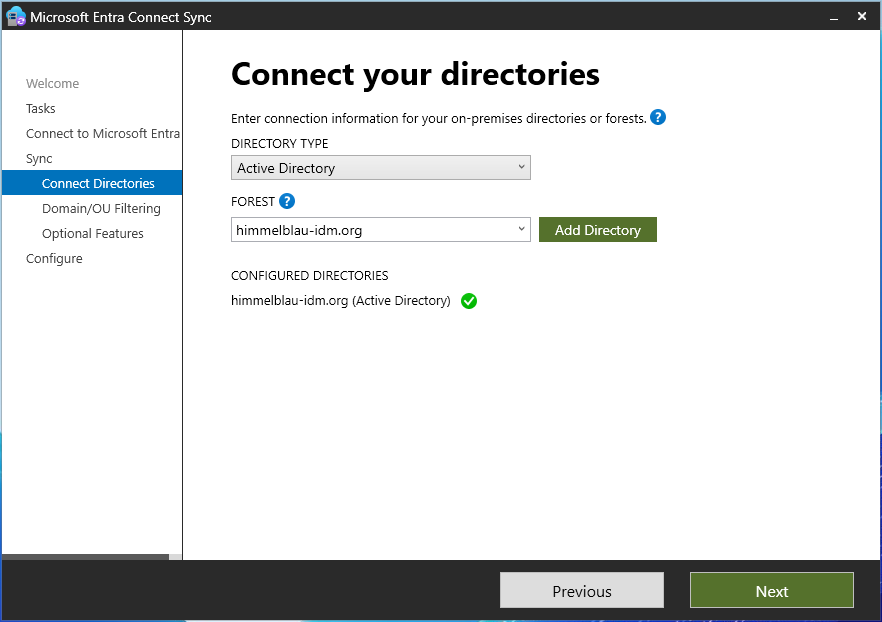 Microsoft Entra Connect Sync
Welcome
Tasks
Connect to Microsoft Entra
Sync
Connect Directories
Domain/OU Filtering
Optional Features
Configure
Connect your directories
Enter connection information for your on-premises directories or forests. ?
DIRECTORY TYPE
Active Directory
FOREST ?
himmelblau-idm.org
Add Directory
CONFIGURED DIRECTORIES
himmelblau-idm.org (Active Directory)
Previous
Next